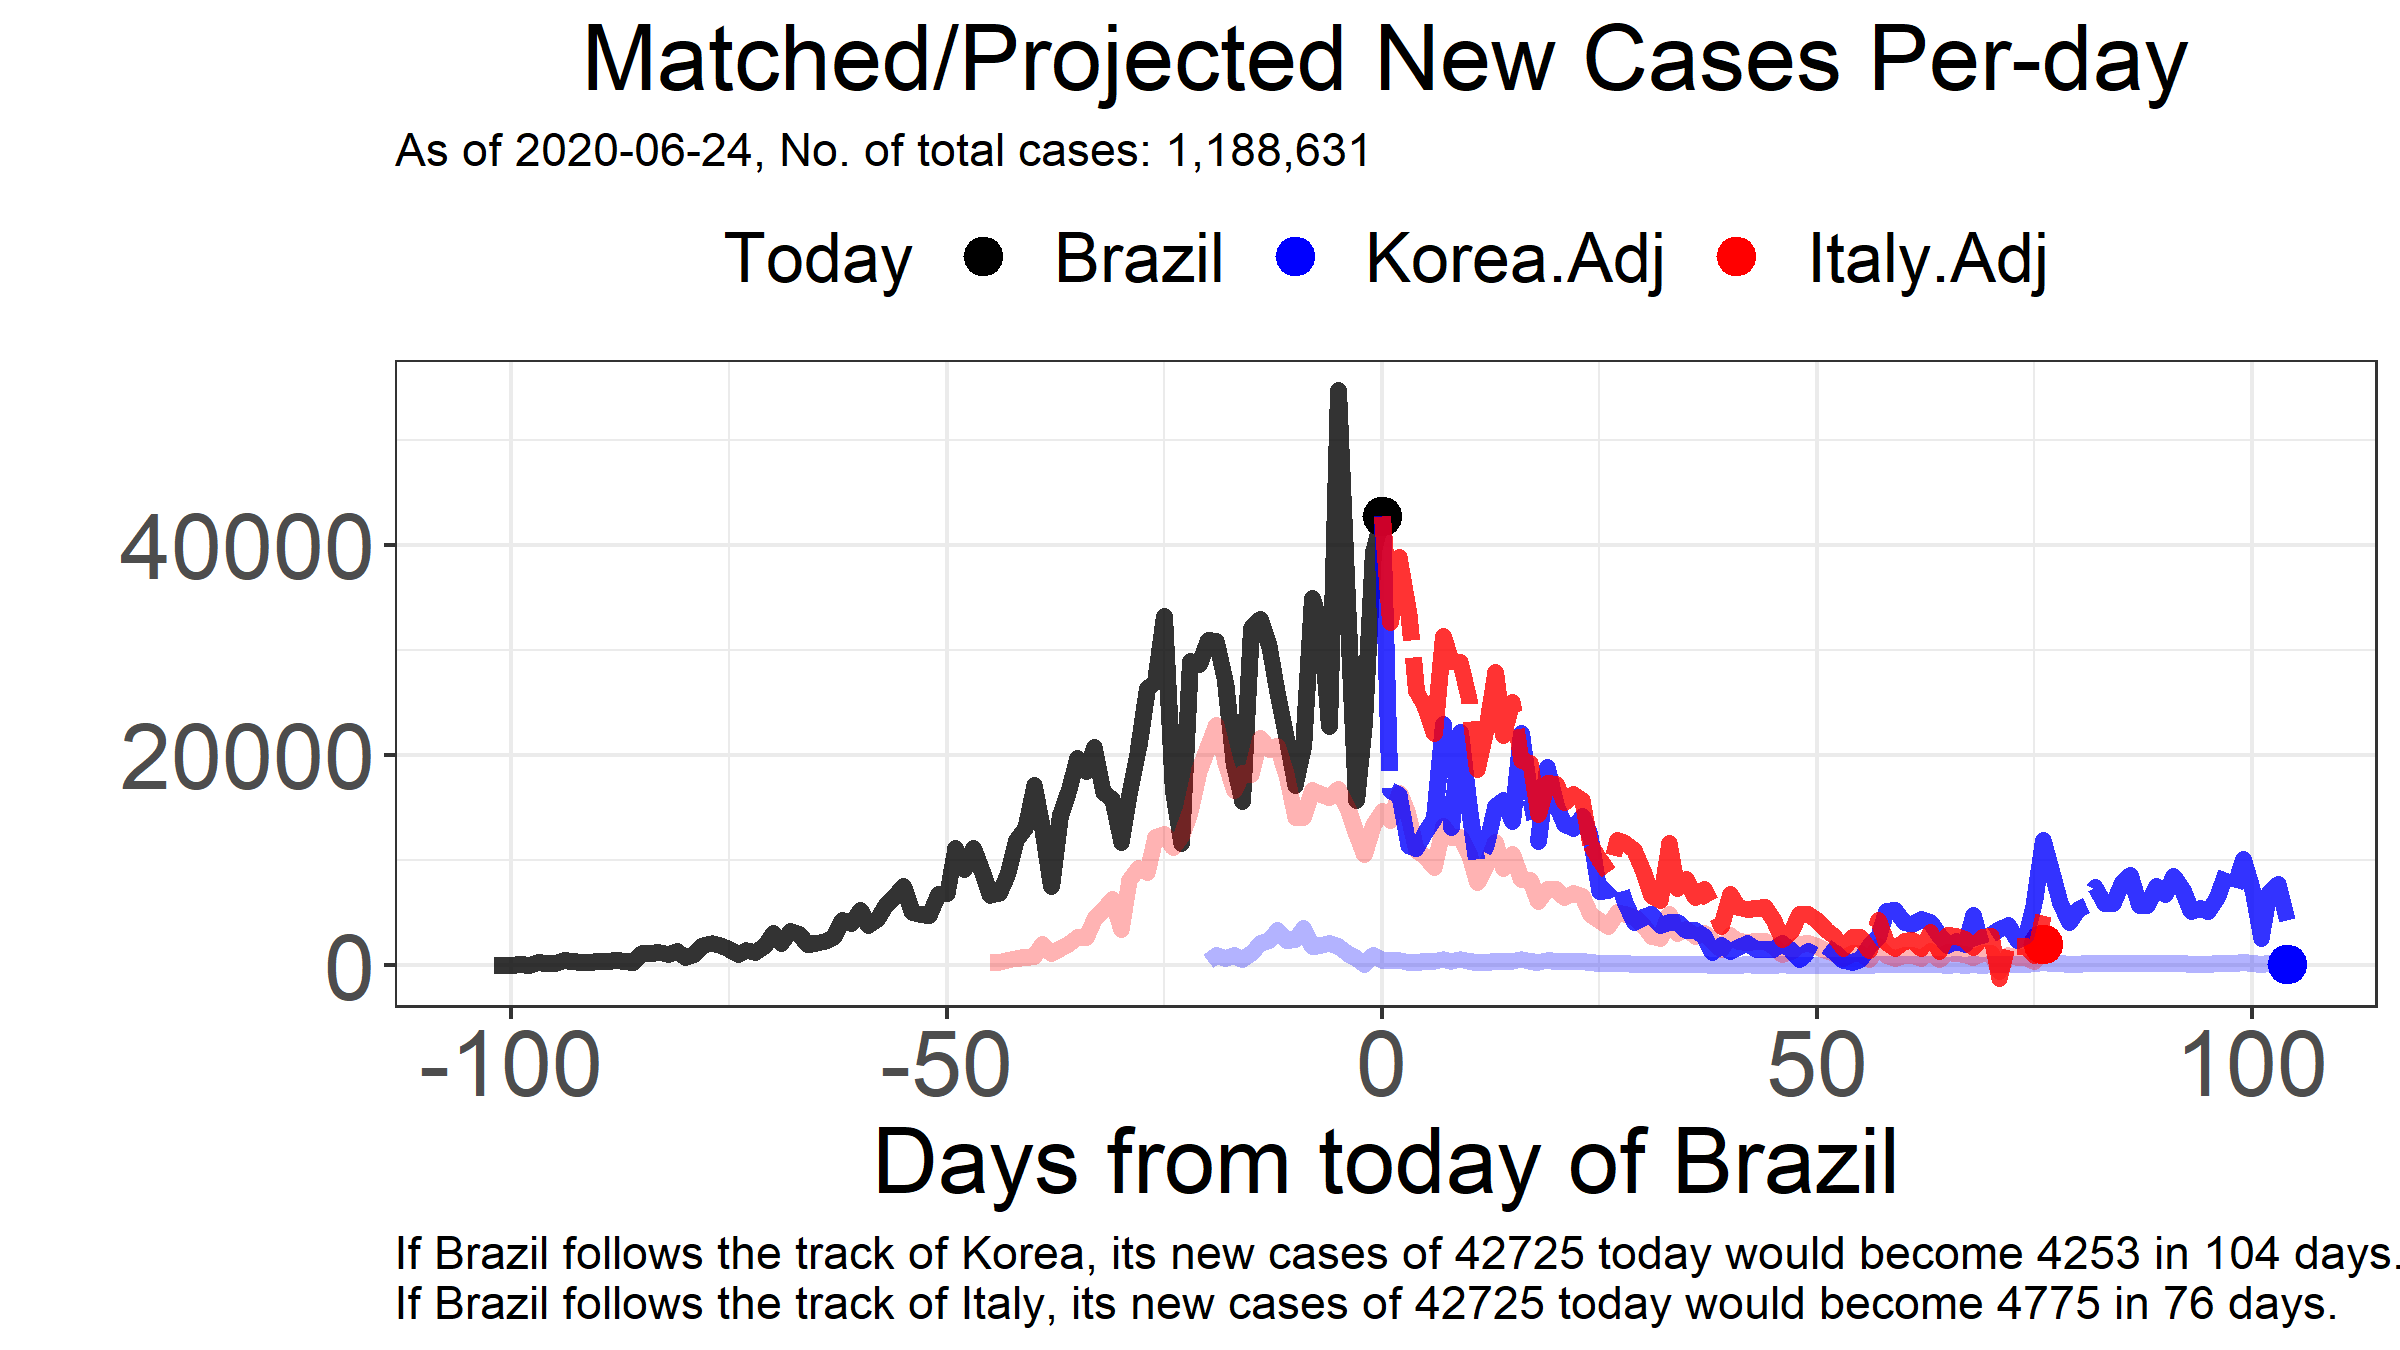 Matched/Projected New Cases Per-day
As of 2020-06-24, No. of total cases: 1,188,631
Today Brazil Korea.Adj Italy.Adj
40000
20000
0
-100 -50 0 50 100
Days from today of Brazil
If Brazil follows the track of Korea, its new cases of 42725 today would become 4253 in 104 days.
If Brazil follows the track of Italy, its new cases of 42725 today would become 4775 in 76 days.